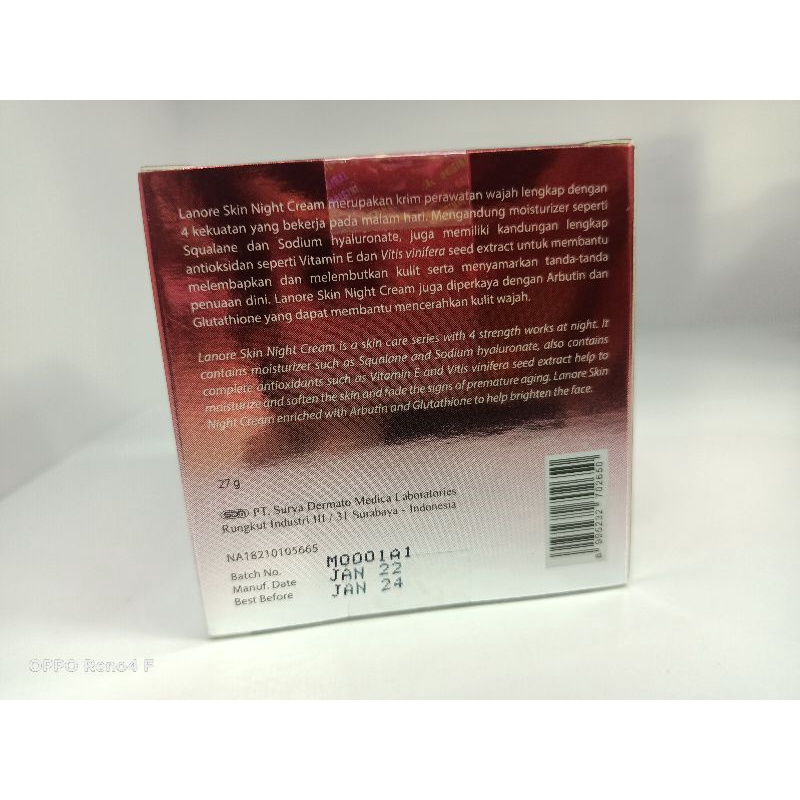 Lanore Skin Night Cream merupakan krim perawatan wajah lengkap dengan
4 kekuatan yang bekerja pada malam hari. Mengandung moisturizer seperti
Squalane dan Sodium hyaluronate, juga memiliki kandungan lengkap
antioksidan seperti Vitamin E dan Vitis vinifera seed extract untuk membantu
melembapkan dan melembutkan kulit serta menyamarkan tanda-tanda
penuaan dini. Lanore Skin Night Cream juga diperkaya dengan Arbutin dan
Glutathione yang dapat membantu mencerahkan kulit wajah.
Lanore Skin Night Cream is a skin care series with 4 strength works at night. It
contains moisturizer such as Squalane and Sodium hyaluronate, also contains
complete antioxidants such as Vitamin E and Vitis vinifera seed extract help to
moisturize and soften the skin and fade the signs of premature aging. Lanore Skin
Night Cream enriched with Arbutin and Glutathione to help brighten the face.
27 g
PT. Surya Dermato Medica Laboratories
Rungkut Industri III / 31 Surabaya - Indonesia
NA18210105665
Batch No. M0001A1
Manuf. Date JAN 22
Best Before JAN 24
8 995232 702650
OPPO Reno4 F